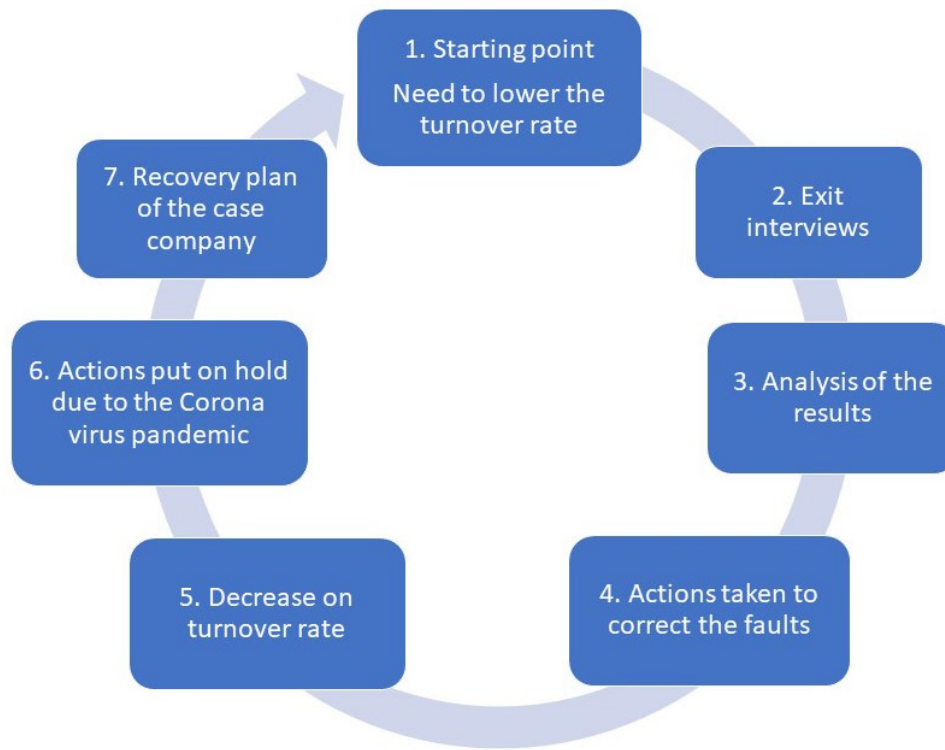 1. Starting point
Need to lower the
turnover rate
2. Exit
interviews
3. Analysis of the
results
4. Actions taken to
correct the faults
5. Decrease on
turnover rate
6. Actions put on hold
due to the Corona
virus pandemic
7. Recovery plan
of the case
company